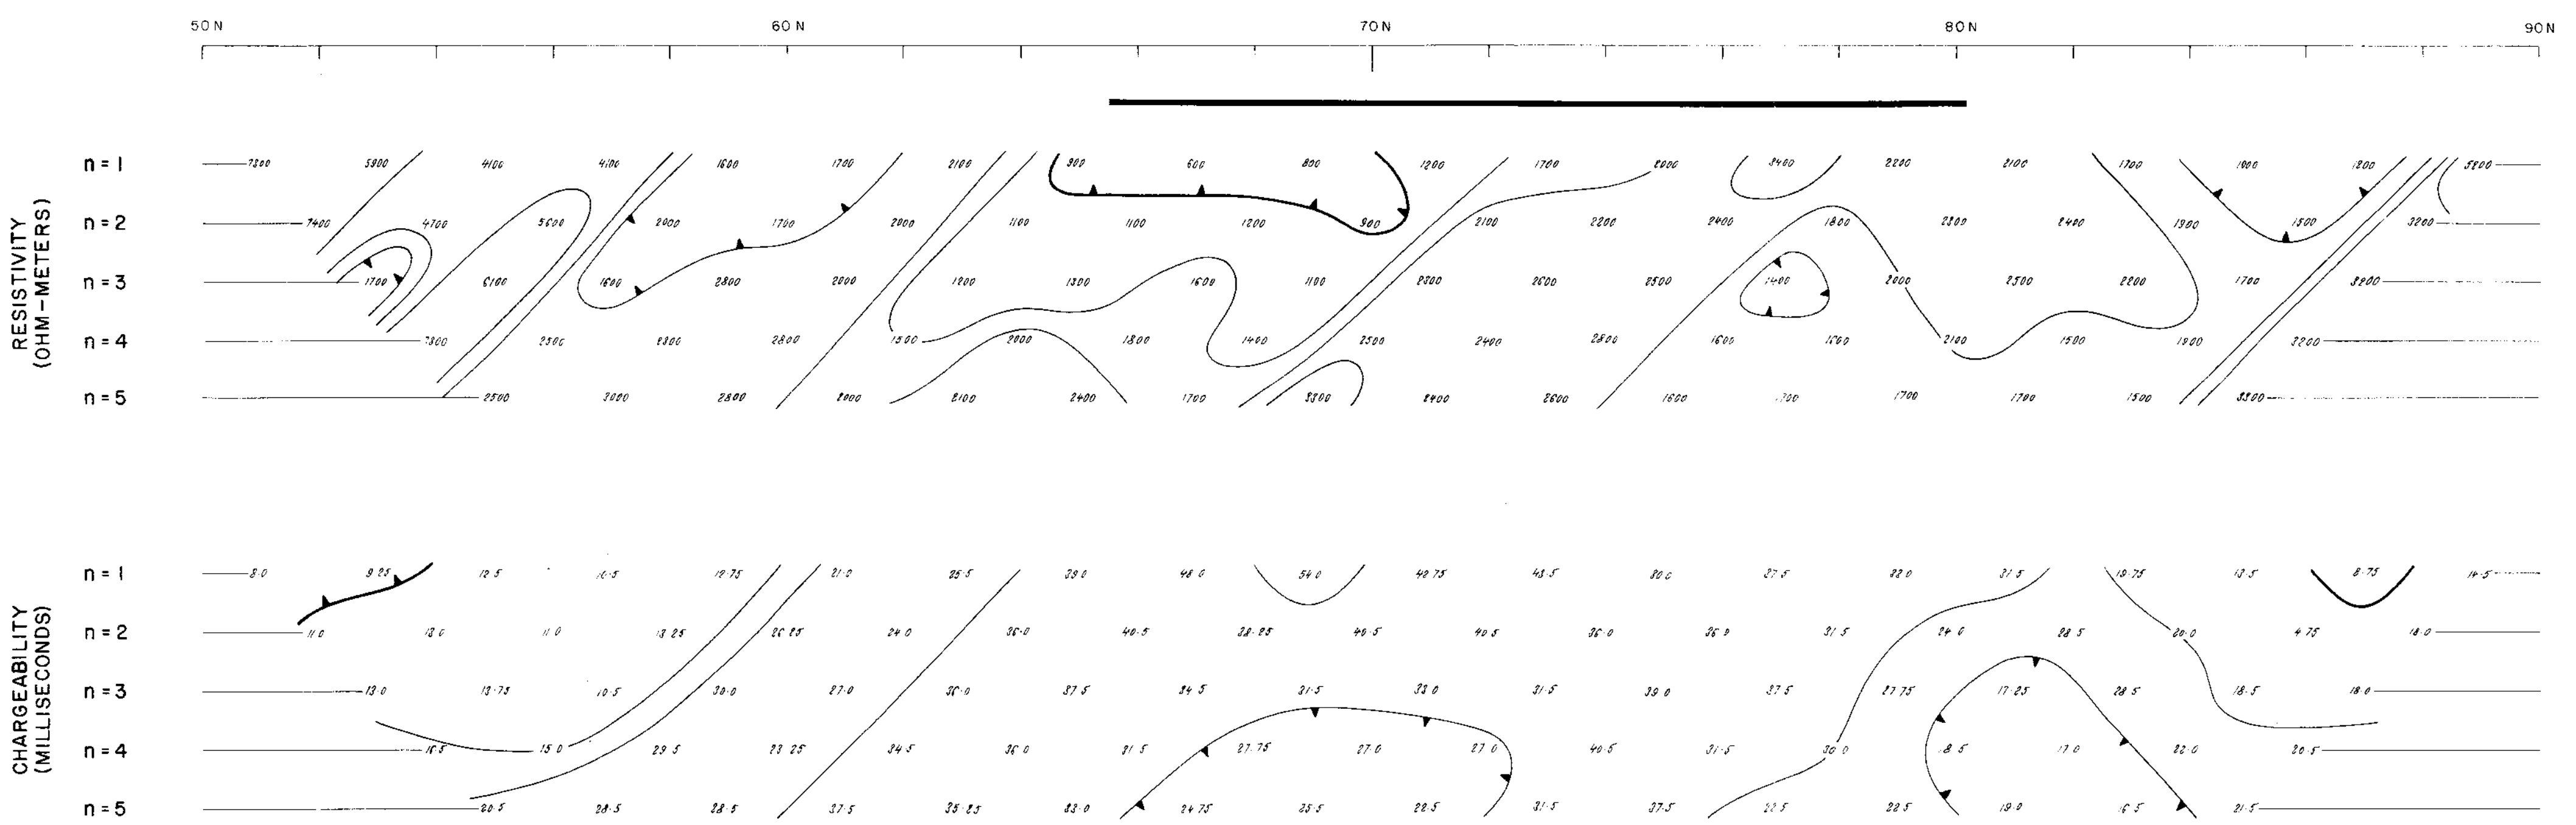 50N 60N 70N 80N 90N
RESISTIVITY
(OHM-METERS)
n=1 7300 5900 4100 4100 1600 1700 2100 900 600 800 1200 1700 2000 3400 2200 2100 1700 1000 1200 5200
n=2 7400 4700 5600 2000 1700 2000 1100 1100 1200 900 2100 2200 2400 1800 2300 2400 1900 1500 3200
n=3 1700 6100 1600 2800 2000 1200 1300 1600 1100 2300 2600 2500 1400 2000 2500 2200 1700 3200
n=4 7300 2500 2300 2800 1500 2000 1800 1400 2500 2400 2800 1600 1800 2100 1500 1900 3200
n=5 2500 3000 2800 2000 2100 2400 1700 3300 2400 2600 1600 1700 1700 1500 3300
CHARGEABILITY
(MILLISECONDS)
n=1 8.0 9.25 12.5 10.5 12.75 21.0 25.5 39.0 48.0 54.0 42.75 43.5 30.0 37.5 33.0 31.5 19.75 13.5 8.75 14.5
n=2 11.0 13.0 11.0 13.25 26.25 24.0 36.0 40.5 38.25 40.5 40.5 36.0 36.0 31.5 24.0 28.5 20.0 4.75 18.0
n=3 13.0 13.75 10.5 30.0 27.0 36.0 37.5 34.5 31.5 33.0 31.5 39.0 37.5 27.75 17.25 28.5 18.5 18.0
n=4 16.5 15.0 29.5 23.25 34.5 36.0 31.5 27.75 27.0 27.0 40.5 31.5 30.0 18.5 17.0 22.0 20.5
n=5 20.5 28.5 28.5 37.5 35.25 33.0 24.75 25.5 22.5 31.5 37.5 22.5 22.5 19.0 16.5 21.5